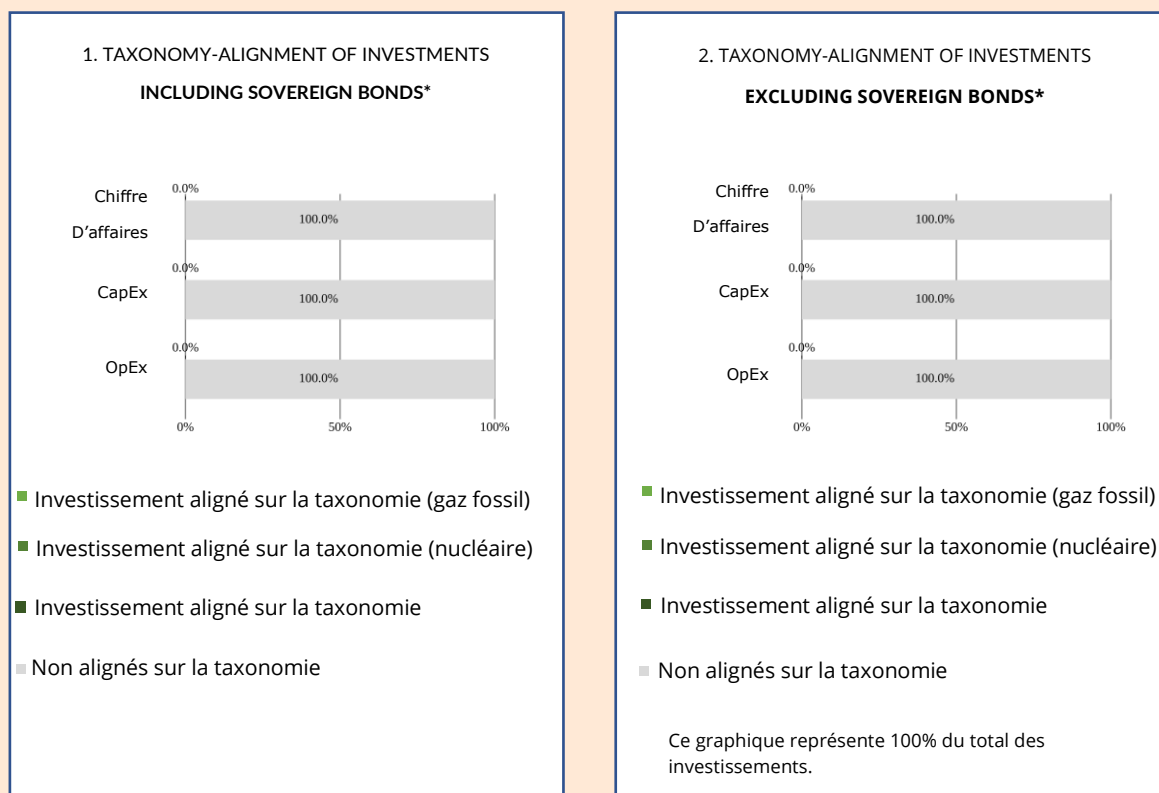 1. TAXONOMY-ALIGNMENT OF INVESTMENTS
INCLUDING SOVEREIGN BONDS*
Chiffre
D'affaires
0.0%
100.0%
CapEx
0.0%
100.0%
OpEx
0.0%
100.0%
0%
50%
100%
Investissement aligné sur la taxonomie (gaz fossil)
Investissement aligné sur la taxonomie (nucléaire)
Investissement aligné sur la taxonomie
Non alignés sur la taxonomie
2. TAXONOMY-ALIGNMENT OF INVESTMENTS
EXCLUDING SOVEREIGN BONDS*
Chiffre
D'affaires
0.0%
100.0%
CapEx
0.0%
100.0%
OpEx
0.0%
100.0%
0%
50%
100%
Investissement aligné sur la taxonomie (gaz fossil)
Investissement aligné sur la taxonomie (nucléaire)
Investissement aligné sur la taxonomie
Non alignés sur la taxonomie
Ce graphique représente 100% du total des
investissements.